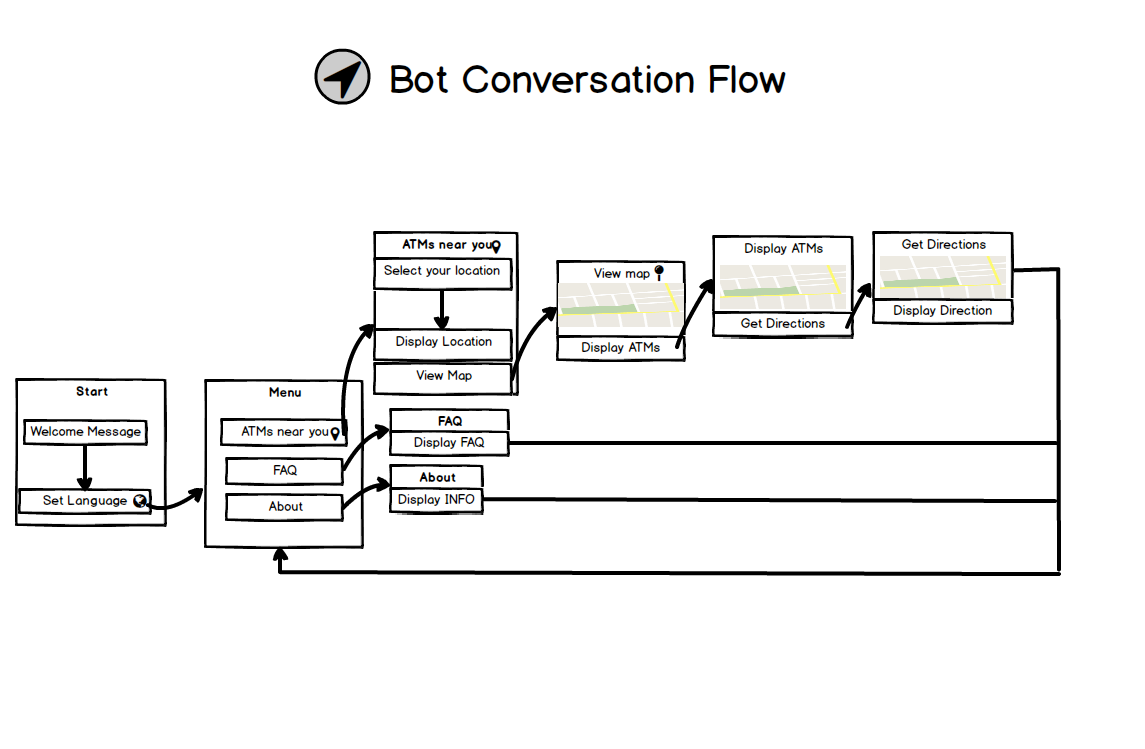 Bot Conversation Flow
Start
Welcome Message
Set Language
Menu
ATMs near you
FAQ
About
ATMs near you
Select your location
Display Location
View Map
FAQ
Display FAQ
About
Display INFO
View map
Display ATMs
Display ATMs
Get Directions
Get Directions
Display Direction